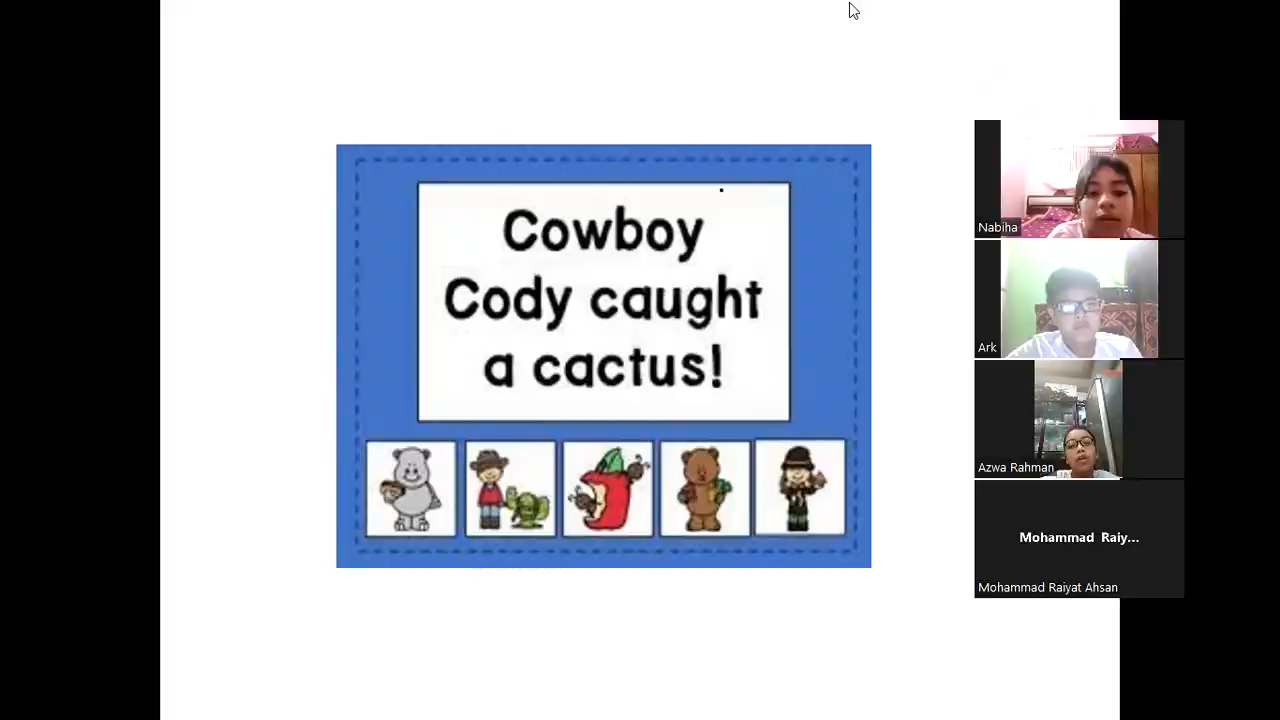 Cowboy
Cody caught
a cactus!
Nabiha
Ark
Azwa Rahman
Mohammad Raiy...
Mohammad Raiyat Ahsan